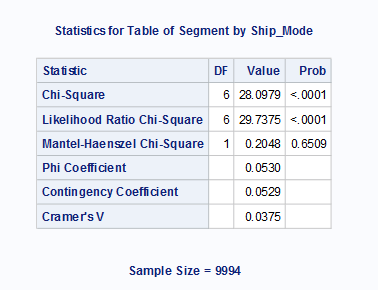 Statistics for Table of Segment by Ship_Mode
Statistic DF Value Prob
Chi-Square 6 28.0979 <.0001
Likelihood Ratio Chi-Square 6 29.7375 <.0001
Mantel-Haenszel Chi-Square 1 0.2048 0.6509
Phi Coefficient 0.0530
Contingency Coefficient 0.0529
Cramer's V 0.0375
Sample Size = 9994